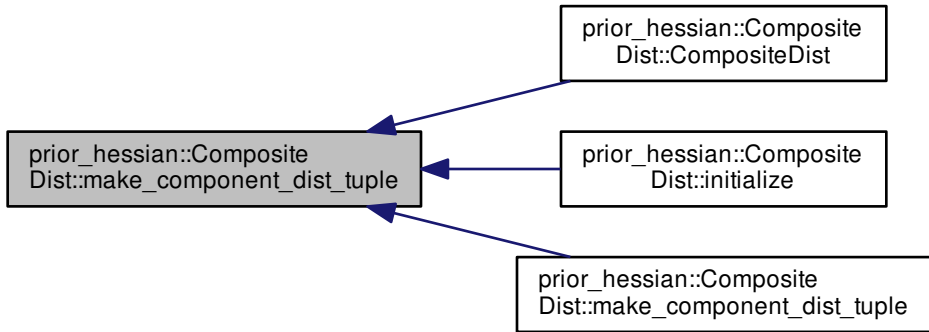 prior_hessian::Composite
Dist::make_component_dist_tuple
prior_hessian::Composite
Dist::CompositeDist
prior_hessian::Composite
Dist::initialize
prior_hessian::Composite
Dist::make_component_dist_tuple